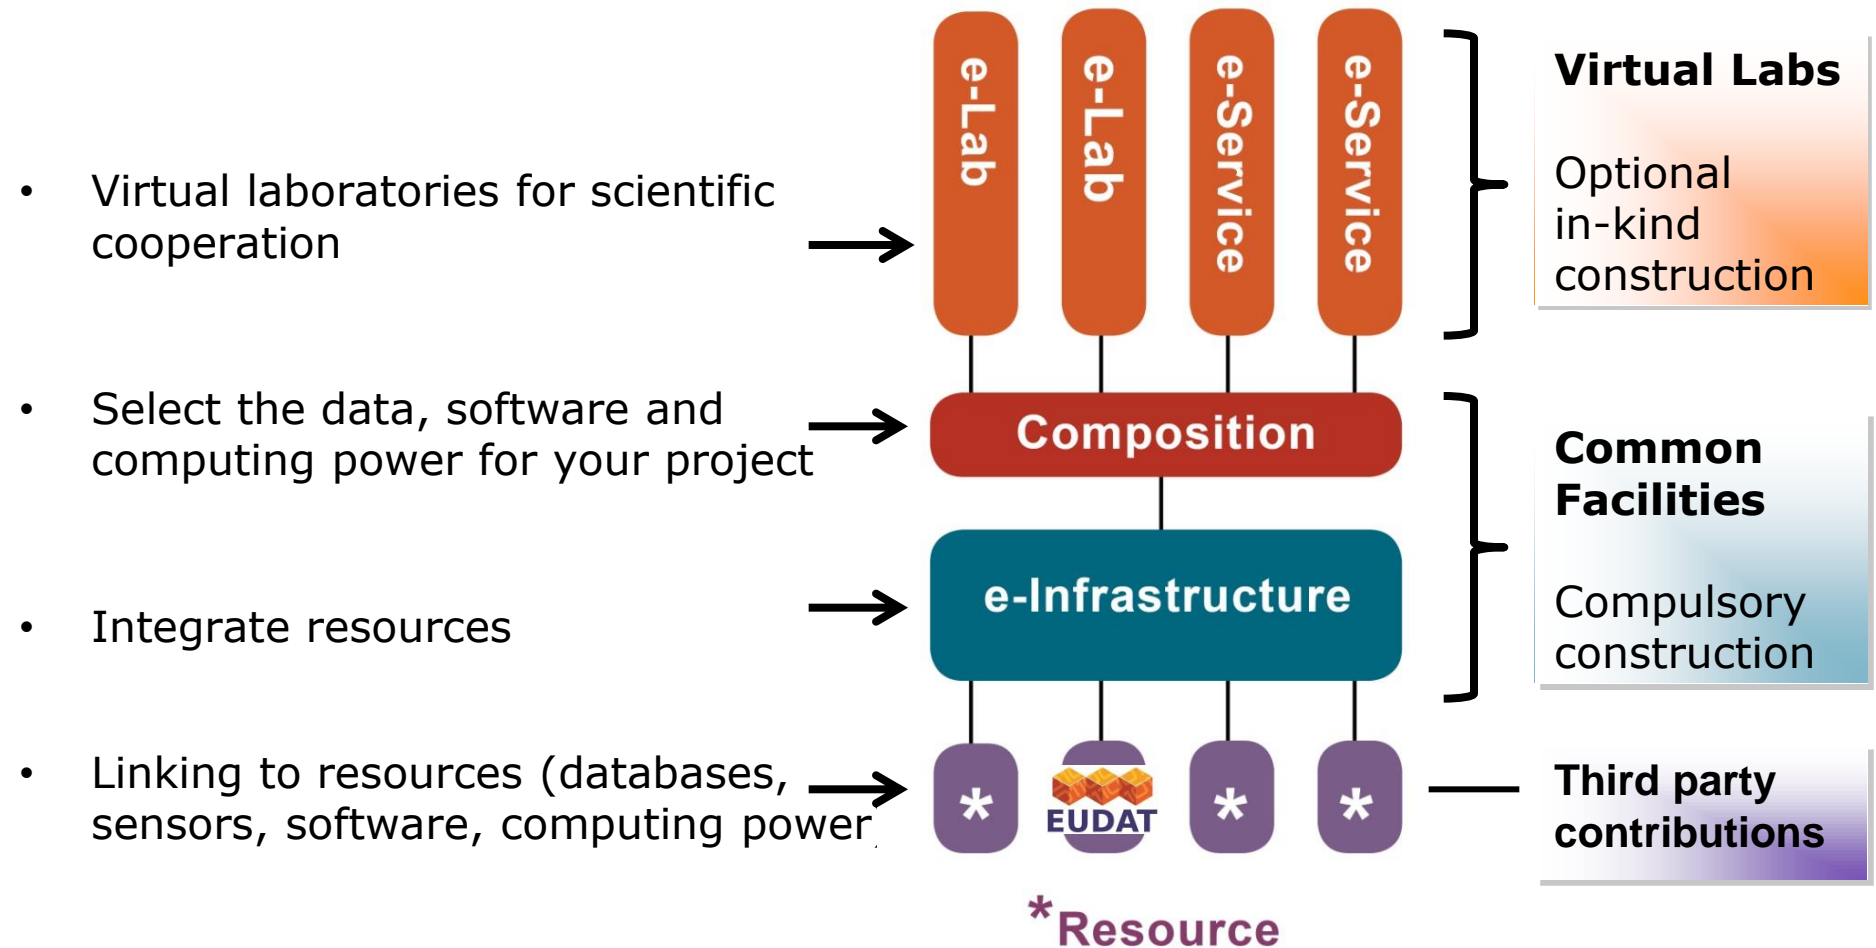 • Virtual laboratories for scientific
cooperation
• Select the data, software and
computing power for your project
• Integrate resources
• Linking to resources (databases,
sensors, software, computing power
e-Lab
e-Lab
e-Service
e-Service
Composition
e-Infrastructure
*
EUDAT
*
*
*Resource
Virtual Labs
Optional
in-kind
construction
Common
Facilities
Compulsory
construction
Third party
contributions